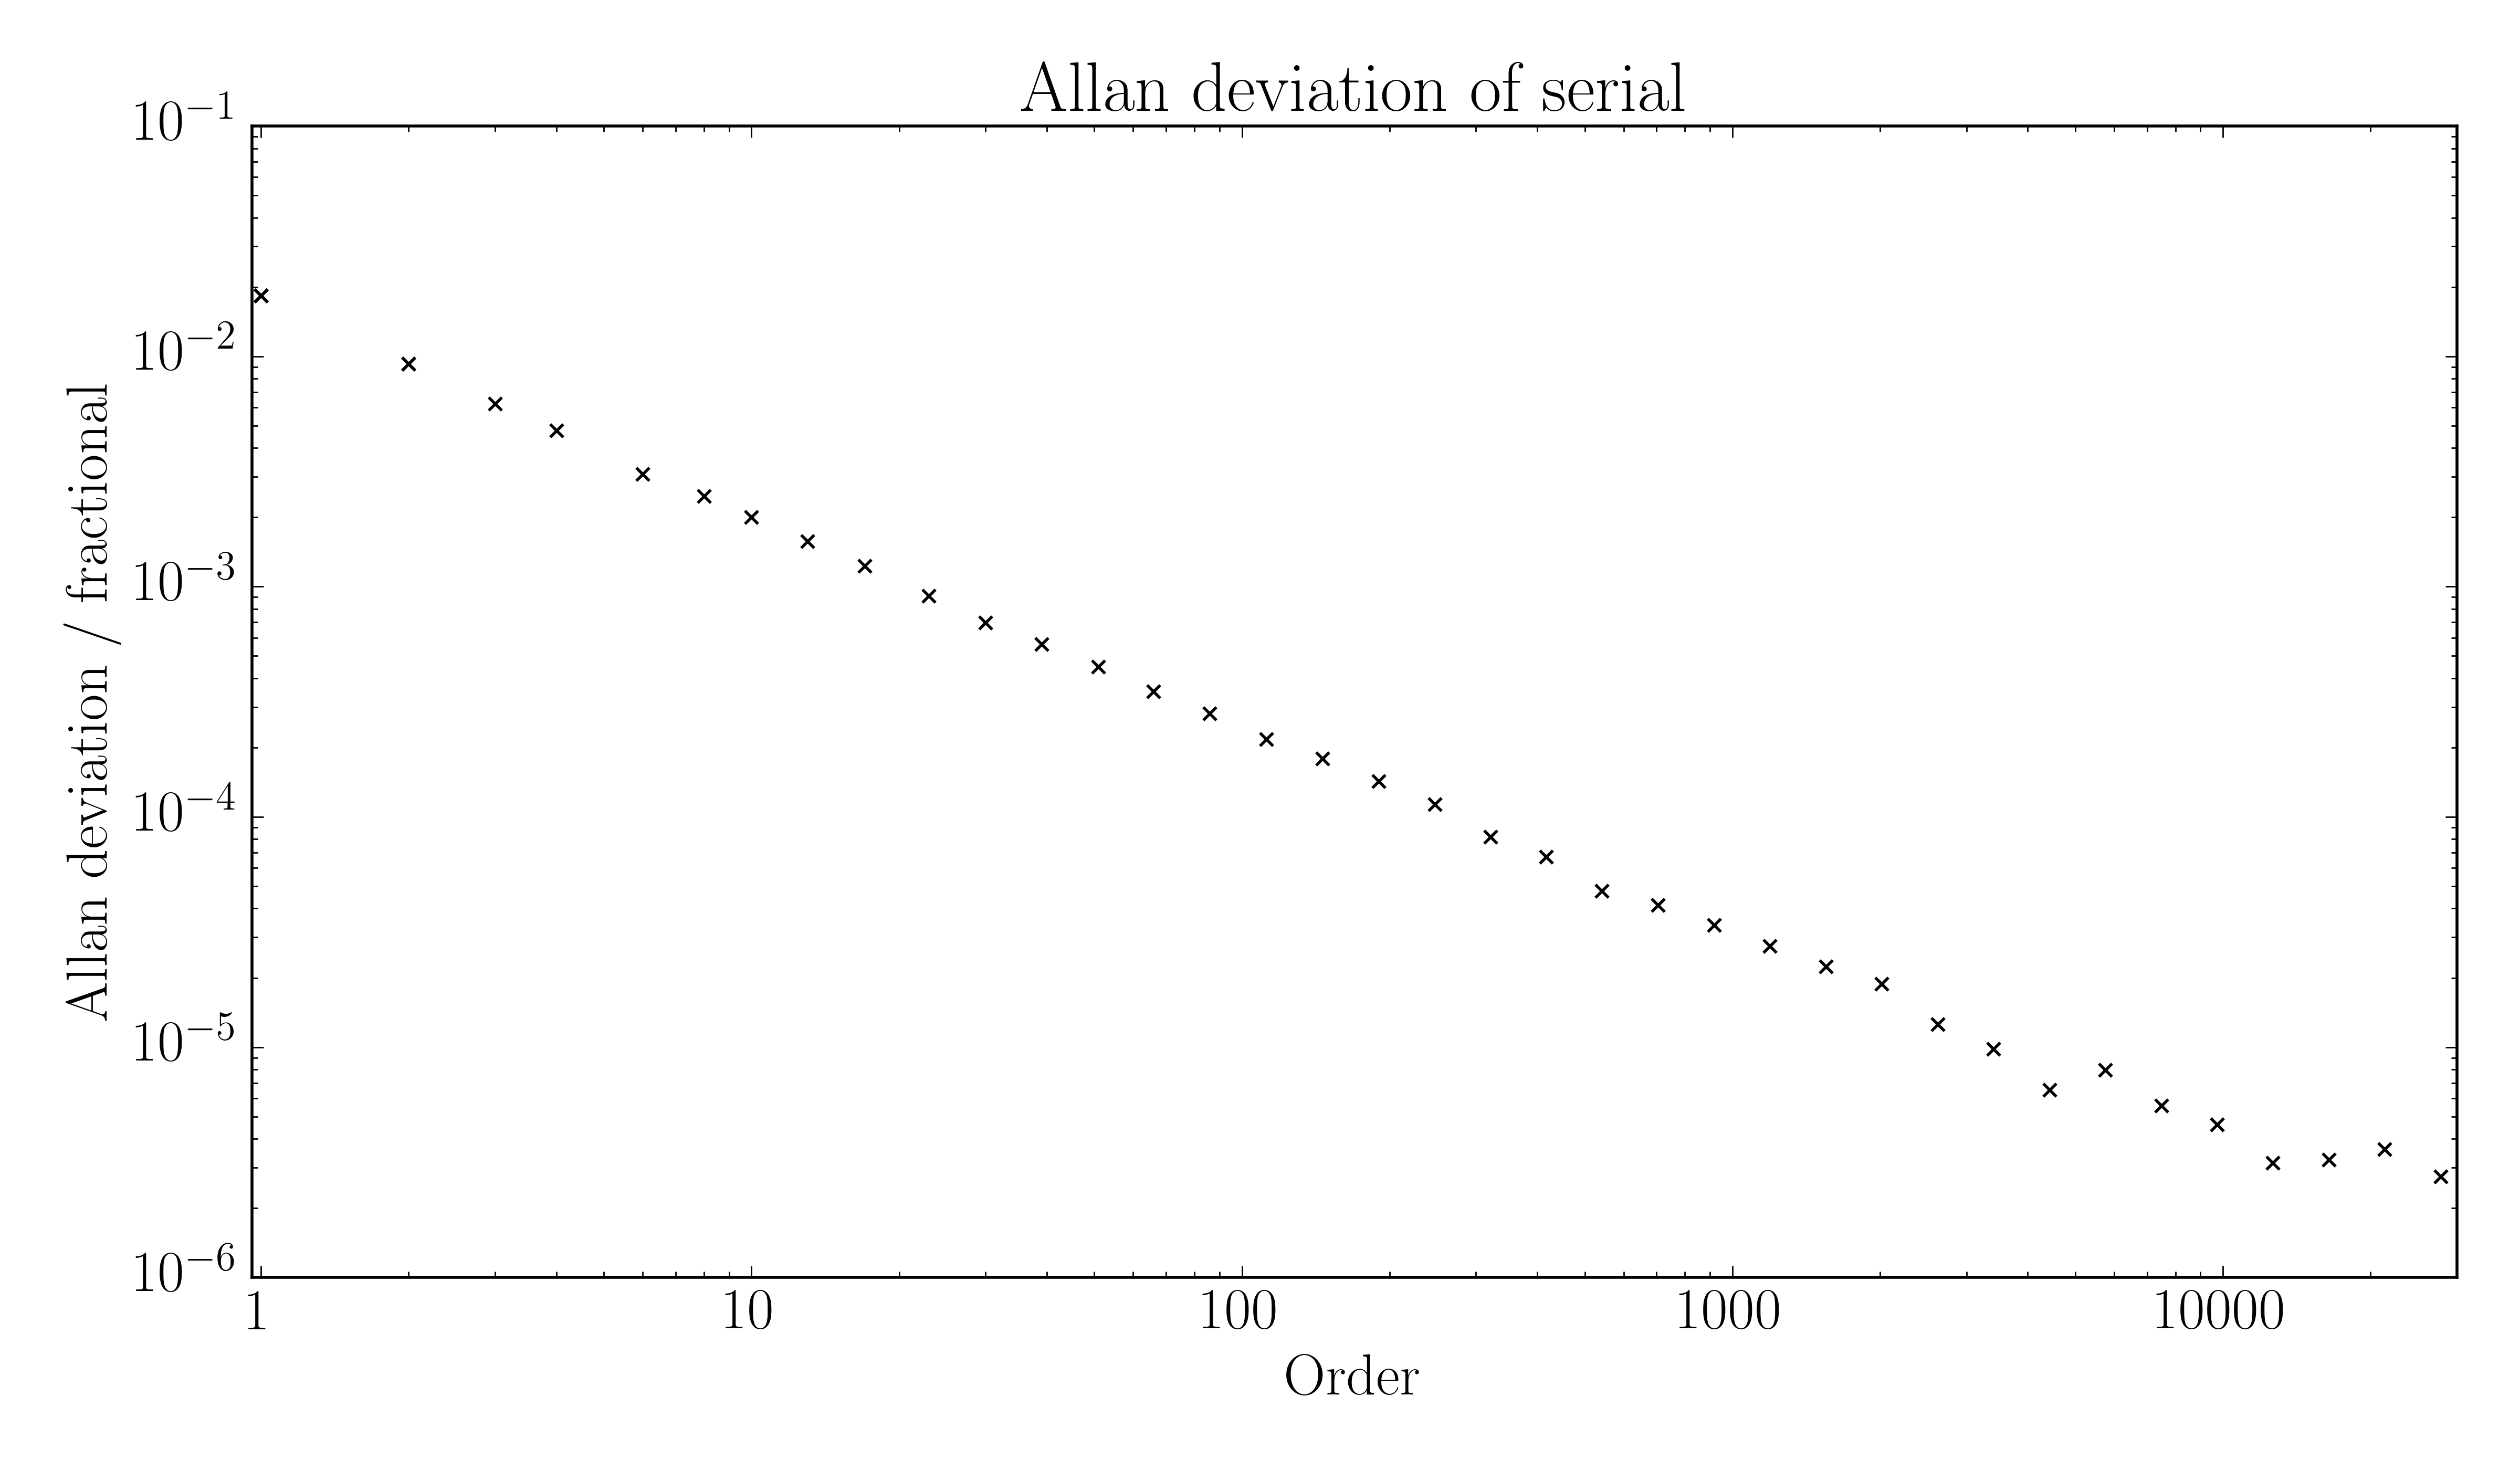 Allan deviation of serial
Allan deviation / fractional
10⁻¹
10⁻²
10⁻³
10⁻⁴
10⁻⁵
10⁻⁶
1 10 100 1000 10000
Order